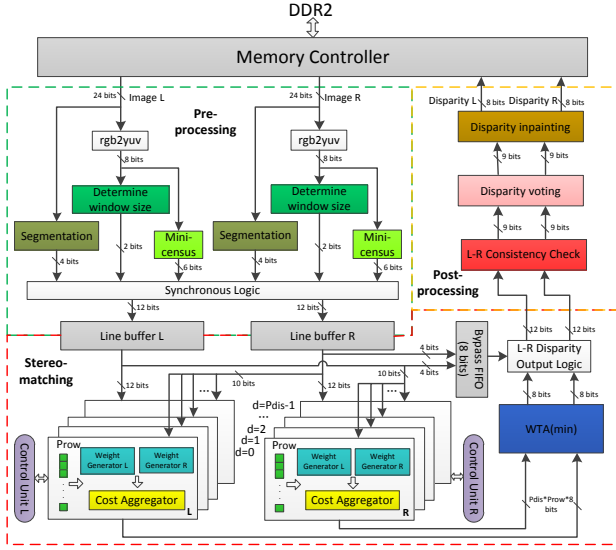 DDR2
Memory Controller
24 bits
Image L
24 bits
Image R
Disparity L
8 bits
Disparity R
8 bits
Pre-
processing
rgb2yuv
rgb2yuv
Disparity inpainting
8 bits
8 bits
9 bits
9 bits
Determine
window size
Determine
window size
Disparity voting
Segmentation
Mini-
census
Segmentation
Mini-
census
9 bits
9 bits
2 bits
2 bits
4 bits
6 bits
4 bits
6 bits
L-R Consistency Check
Synchronous Logic
Post-
processing
12 bits
12 bits
Line buffer L
Line buffer R
12 bits
12 bits
Stereo-
matching
4 bits
4 bits
Bypass FIFO
(8 bits)
L-R Disparity
Output Logic
12 bits
...
10 bits
12 bits
10 bits
...
8 bits
8 bits
d=Pdis-1
...
d=2
d=1
d=0
WTA(min)
Control Unit L
Prow
Weight
Generator L
Weight
Generator R
Cost Aggregator
L
Prow
Weight
Generator L
Weight
Generator R
Cost Aggregator
R
Control Unit R
Pdis*Prow*8
bits